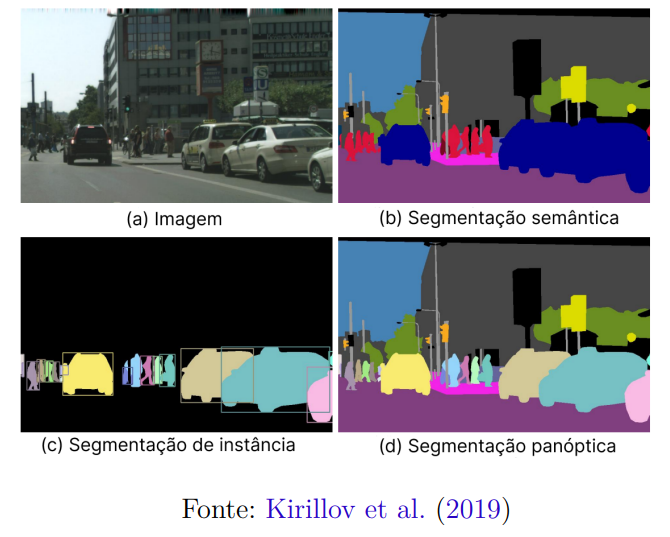 (a) Imagem
(b) Segmentação semântica
(c) Segmentação de instância
(d) Segmentação panóptica
Fonte: Kirillov et al. (2019)